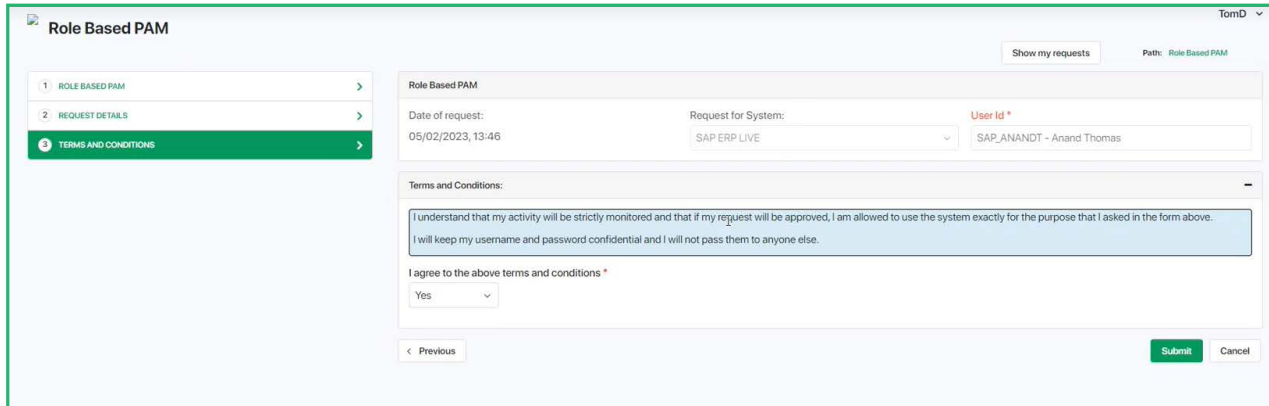 TomD
Role Based PAM
Show my requests
Path: Role Based PAM
1 ROLE BASED PAM
2 REQUEST DETAILS
3 TERMS AND CONDITIONS
Role Based PAM
Date of request: Request for System: User Id *
05/02/2023, 13:46 SAP ERP LIVE SAP_ANANDT - Anand Thomas
Terms and Conditions:
I understand that my activity will be strictly monitored and that if my request will be approved, I am allowed to use the system exactly for the purpose that I asked in the form above.
I will keep my username and password confidential and I will not pass them to anyone else.
I agree to the above terms and conditions *
Yes
Previous
Submit Cancel